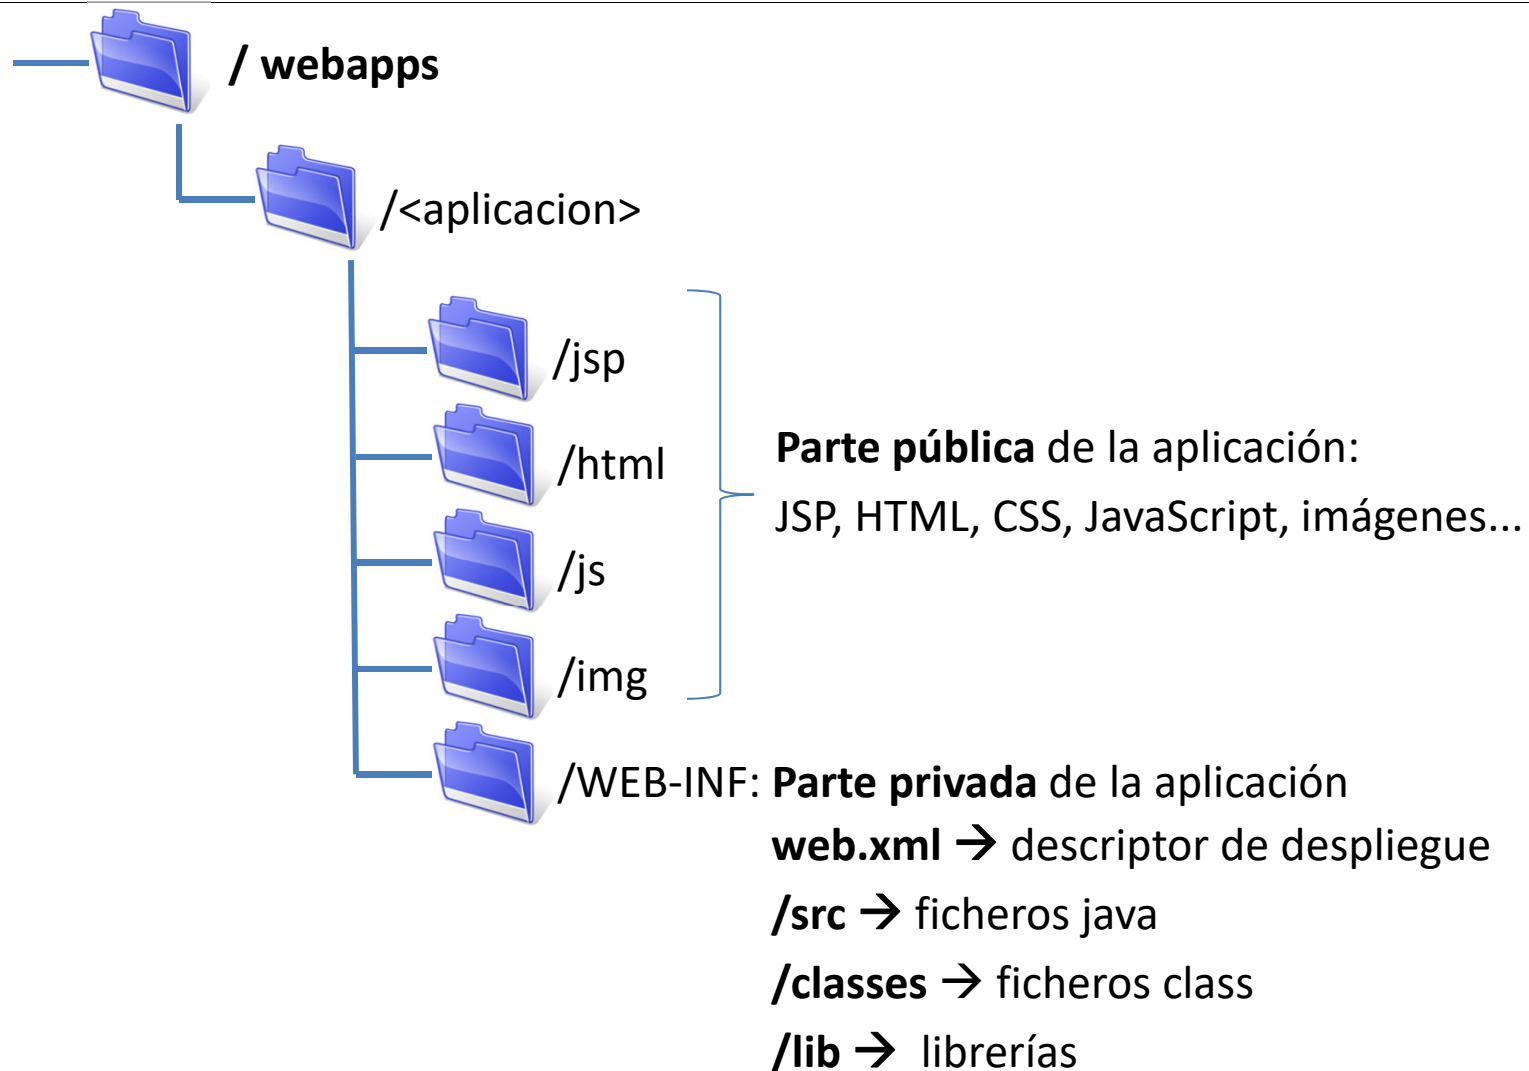 / webapps
/<aplicacion>
/jsp
/html
/js
/img
Parte pública de la aplicación:
JSP, HTML, CSS, JavaScript, imágenes...
/WEB-INF: Parte privada de la aplicación
web.xml → descriptor de despliegue
/src → ficheros java
/classes → ficheros class
/lib → librerías